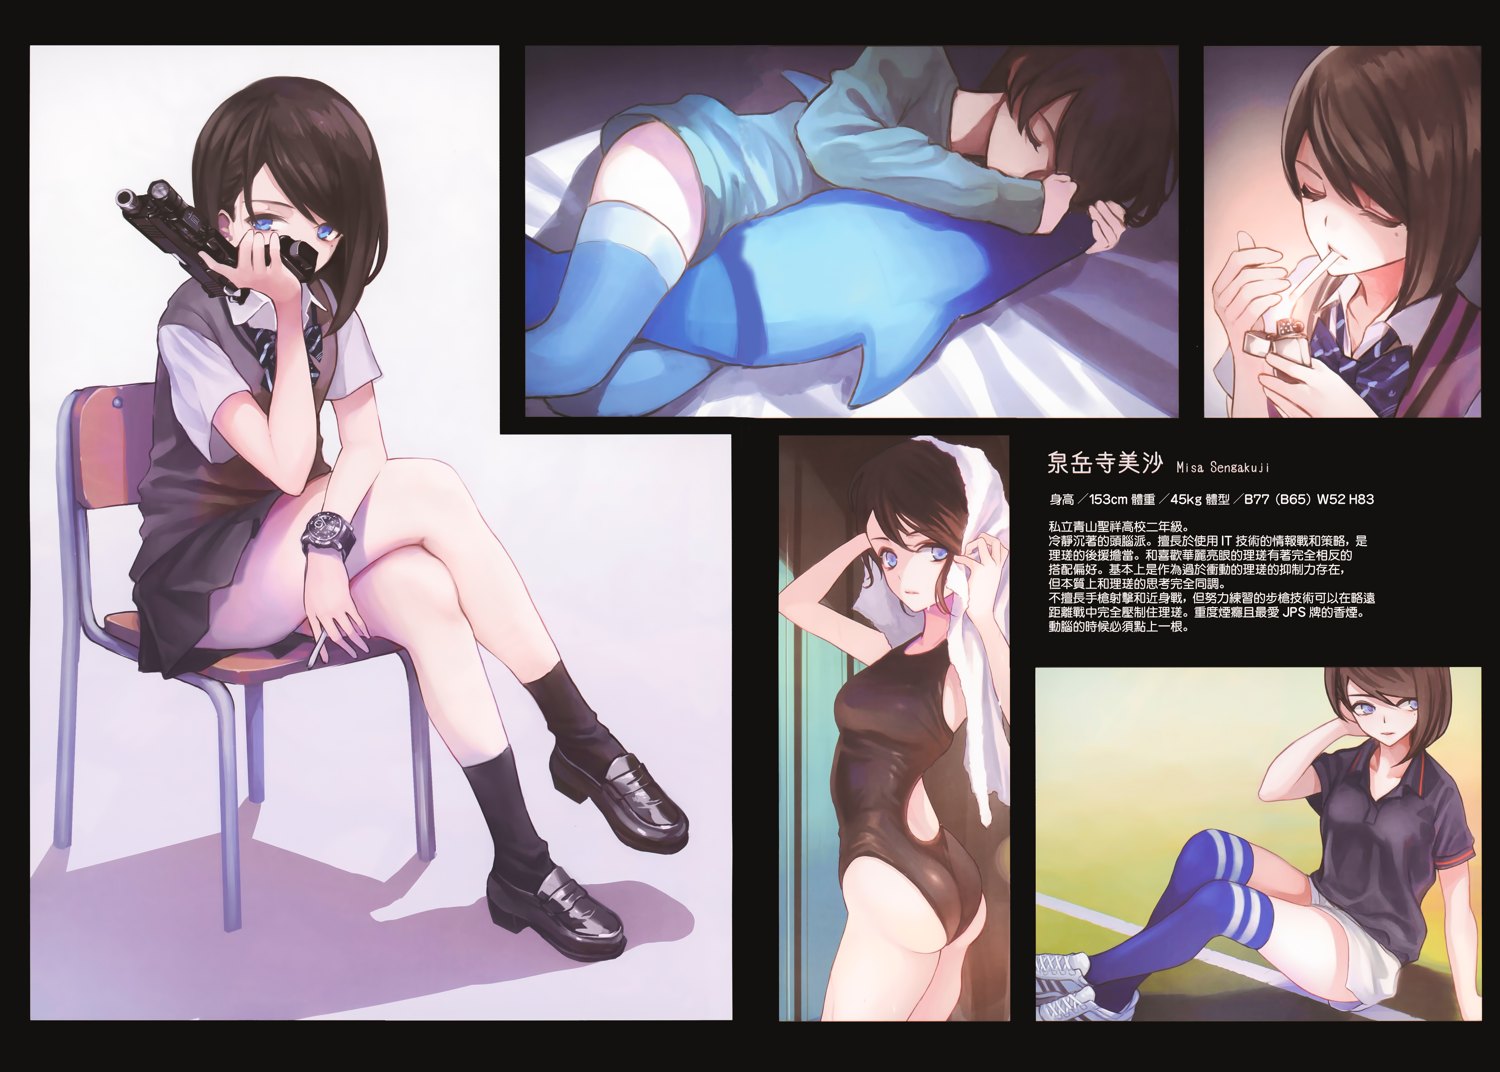 泉岳寺美沙 Misa Sengakuji
身高／153cm 體重／45kg 體型／B77（B65）W52 H83
私立青山聖祥高校二年級。
冷靜沉著的頭腦派。擅長於使用 IT 技術的情報戰和策略，是
理瑳的後援擔當。和喜歡華麗亮眼的理瑳有著完全相反的
搭配偏好。基本上是作為過於衝動的理瑳的抑制力存在，
但本質上和理瑳的思考完全同調。
不擅長手槍射擊和近身戰，但努力練習的步槍技術可以在略遠
距離戰中完全壓制住理瑳。重度煙癮且最愛 JPS 牌的香煙。
動腦的時候必須點上一根。